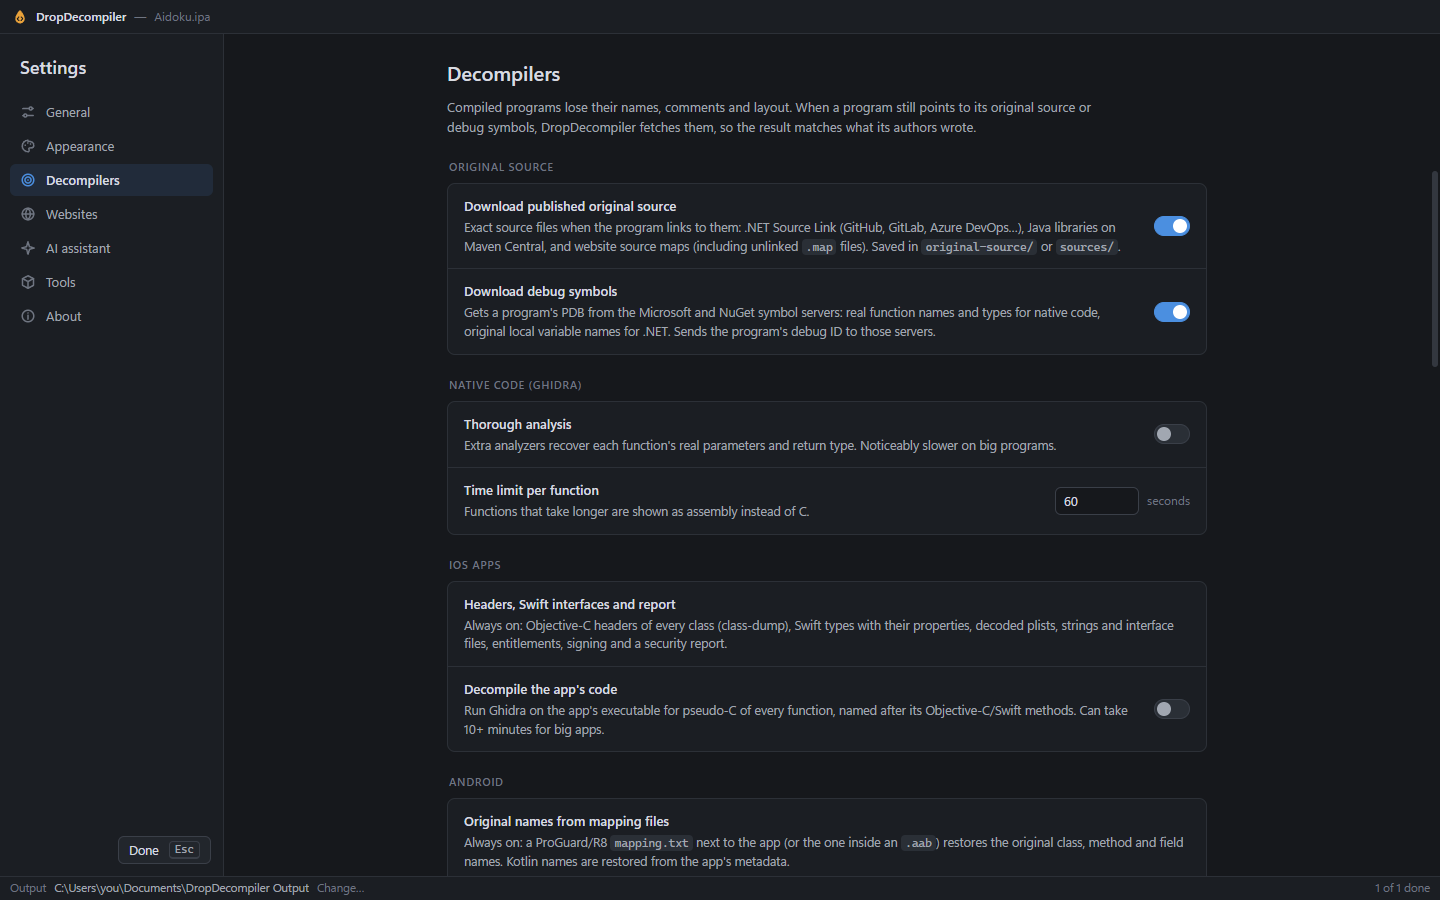 DropDecompiler — Aidoku.ipa
Settings
General
Appearance
Decompilers
Websites
AI assistant
Tools
About
Done Esc
Decompilers
Compiled programs lose their names, comments and layout. When a program still points to its original source or
debug symbols, DropDecompiler fetches them, so the result matches what its authors wrote.
ORIGINAL SOURCE
Download published original source
Exact source files when the program links to them: .NET Source Link (GitHub, GitLab, Azure DevOps…), Java libraries on
Maven Central, and website source maps (including unlinked .map files). Saved in original-source/ or sources/.
Download debug symbols
Gets a program's PDB from the Microsoft and NuGet symbol servers: real function names and types for native code,
original local variable names for .NET. Sends the program's debug ID to those servers.
NATIVE CODE (GHIDRA)
Thorough analysis
Extra analyzers recover each function's real parameters and return type. Noticeably slower on big programs.
Time limit per function
Functions that take longer are shown as assembly instead of C.
60 seconds
IOS APPS
Headers, Swift interfaces and report
Always on: Objective-C headers of every class (class-dump), Swift types with their properties, decoded plists, strings and interface
files, entitlements, signing and a security report.
Decompile the app's code
Run Ghidra on the app's executable for pseudo-C of every function, named after its Objective-C/Swift methods. Can take
10+ minutes for big apps.
ANDROID
Original names from mapping files
Always on: a ProGuard/R8 mapping.txt next to the app (or the one inside an .aab) restores the original class, method and field
names. Kotlin names are restored from the app's metadata.
Output C:\Users\you\Documents\DropDecompiler Output Change…
1 of 1 done